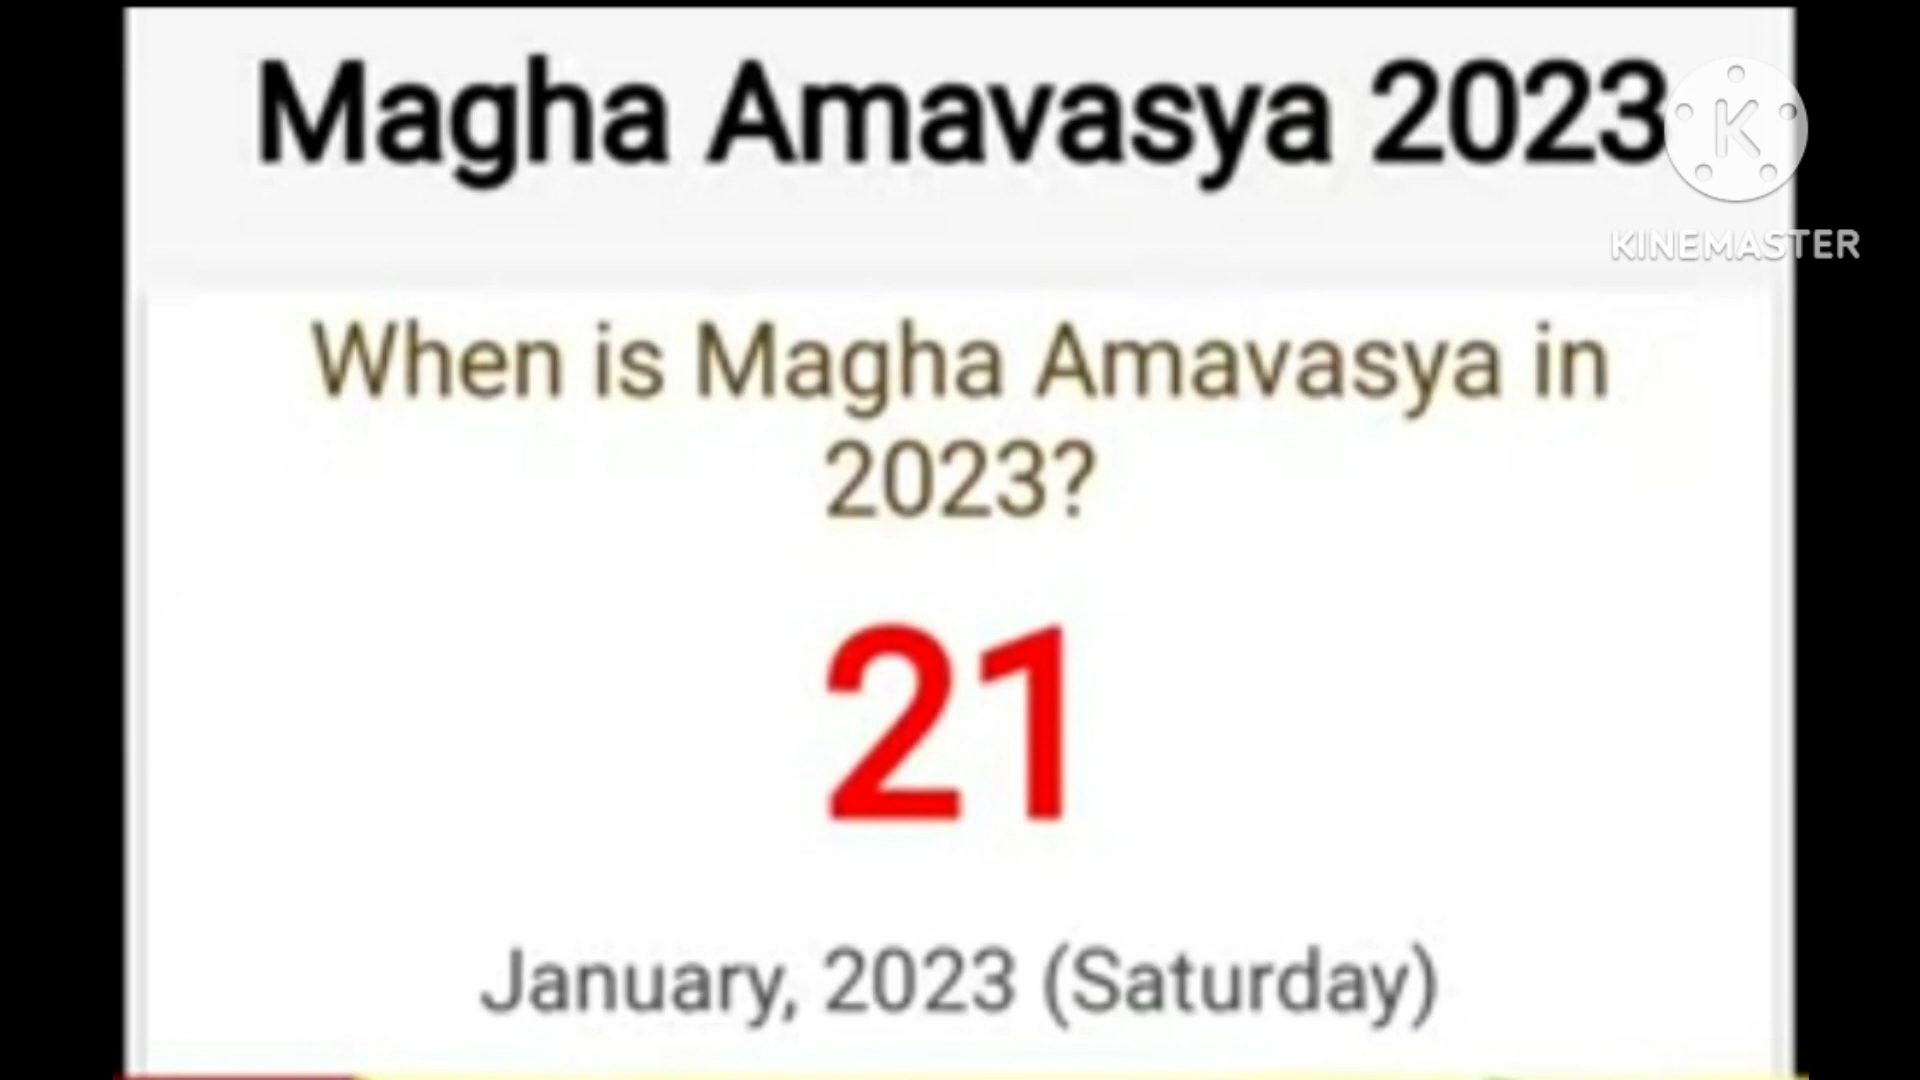 Magha Amavasya 2023
K
KINEMASTER
When is Magha Amavasya in
2023?
21
January, 2023 (Saturday)